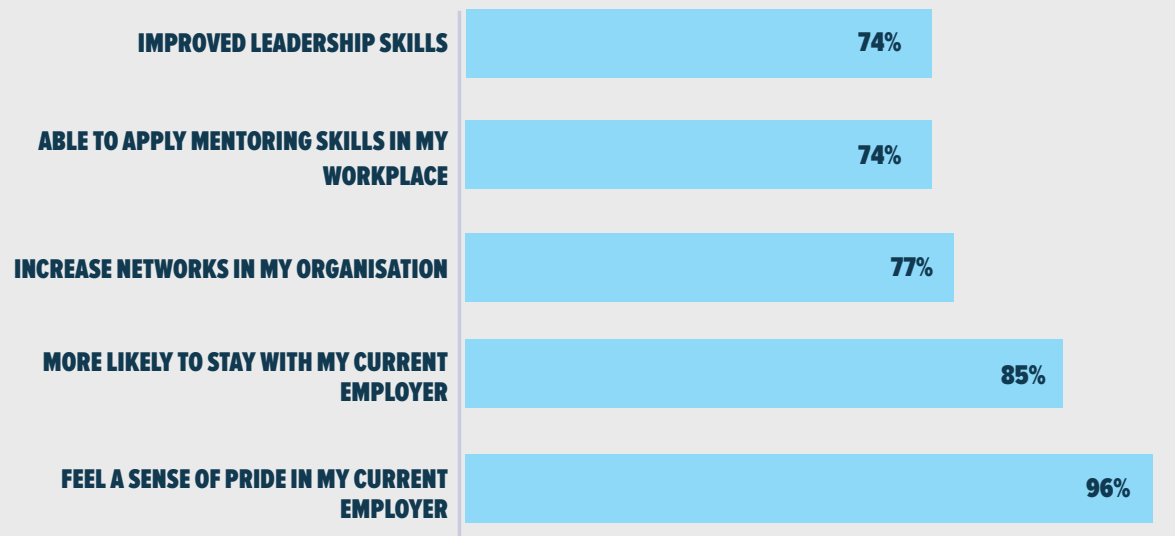 IMPROVED LEADERSHIP SKILLS
74%
ABLE TO APPLY MENTORING SKILLS IN MY
WORKPLACE
74%
INCREASE NETWORKS IN MY ORGANISATION
77%
MORE LIKELY TO STAY WITH MY CURRENT
EMPLOYER
85%
FEEL A SENSE OF PRIDE IN MY CURRENT
EMPLOYER
96%